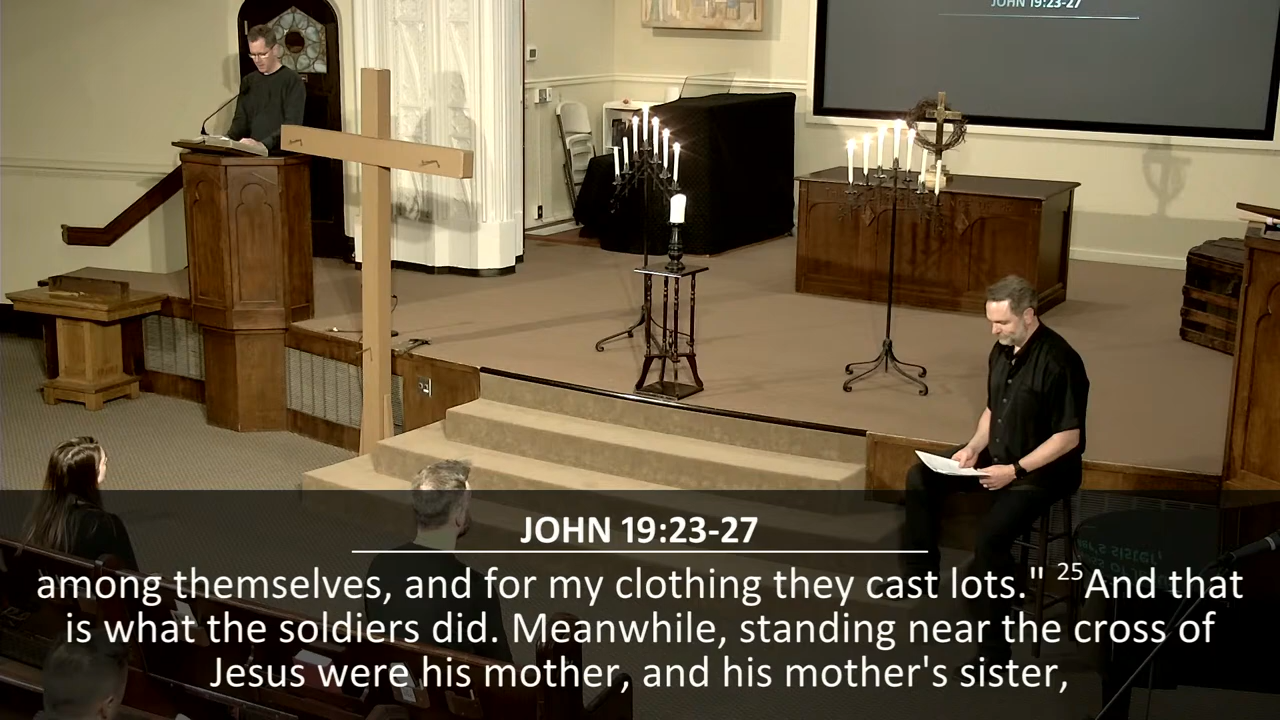 JOHN 19:23-27
JOHN 19:23-27
among themselves, and for my clothing they cast lots." 25And that
is what the soldiers did. Meanwhile, standing near the cross of
Jesus were his mother, and his mother's sister,